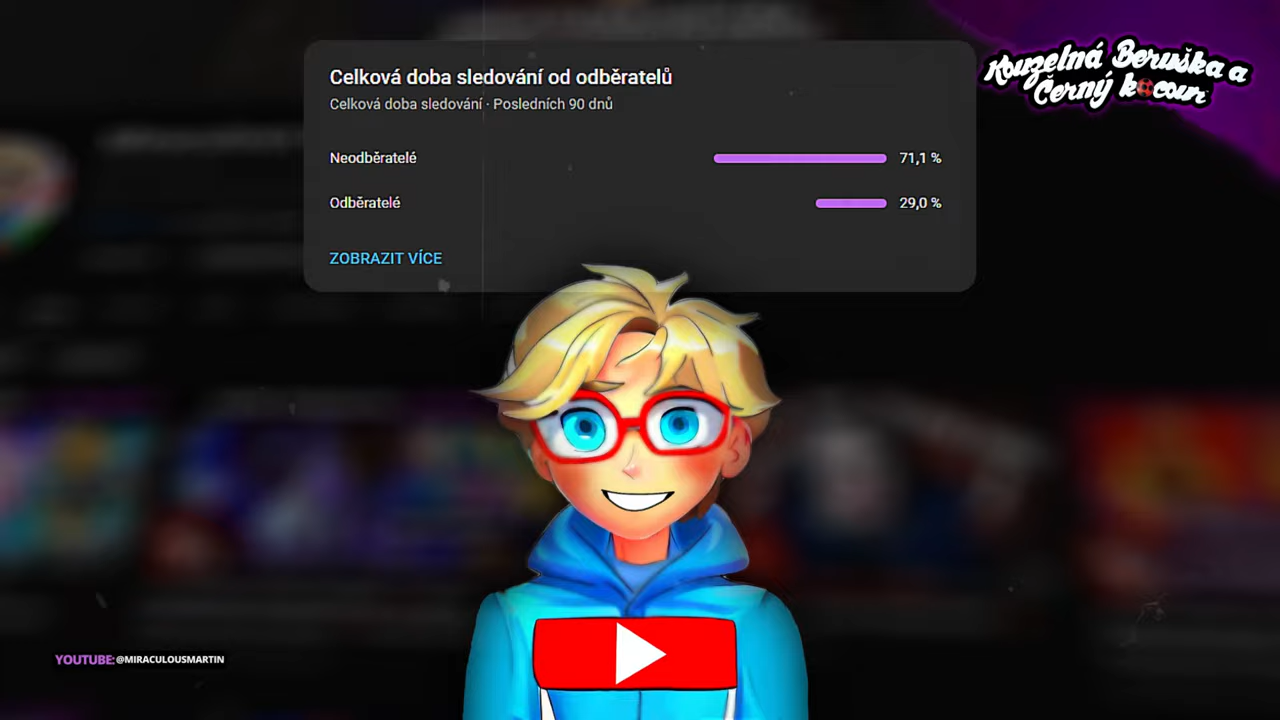 Celková doba sledování od odběratelů
Celková doba sledování · Posledních 90 dnů
Neodběratelé 71,1 %
Odběratelé 29,0 %
ZOBRAZIT VÍCE
Kouzelná Beruška a
Černý kocour
YOUTUBE: @MIRACULOUSMARTIN